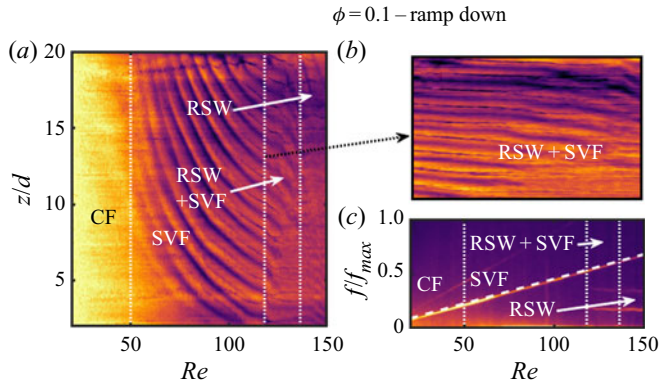 ϕ = 0.1 – ramp down
(a)
20
15
z/d
10
5
50
100
150
Re
CF
SVF
RSW
RSW
+SVF
(b)
RSW + SVF
(c)
1.0
0.5
0
f/fmax
50
100
150
Re
CF
SVF
RSW + SVF
RSW